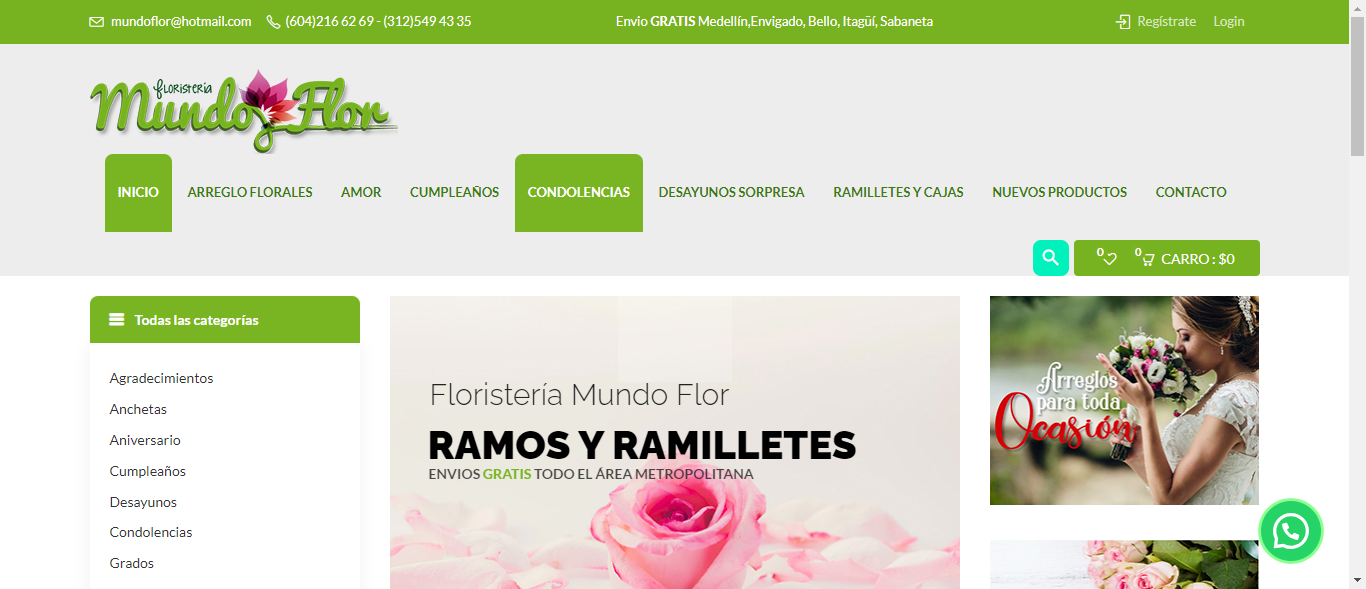 mundoflor@hotmail.com (604)216 62 69 - (312)549 43 35 Envio GRATIS Medellín,Envigado, Bello, Itagüí, Sabaneta Regístrate Login
Floristería
Mundo Flor
INICIO ARREGLO FLORALES AMOR CUMPLEAÑOS CONDOLENCIAS DESAYUNOS SORPRESA RAMILLETES Y CAJAS NUEVOS PRODUCTOS CONTACTO
0 0 CARRO : $0
Todas las categorías
Agradecimientos
Anchetas
Aniversario
Cumpleaños
Desayunos
Condolencias
Grados
Floristería Mundo Flor
RAMOS Y RAMILLETES
ENVIOS GRATIS TODO EL ÁREA METROPOLITANA
Arreglos
para toda
Ocasión